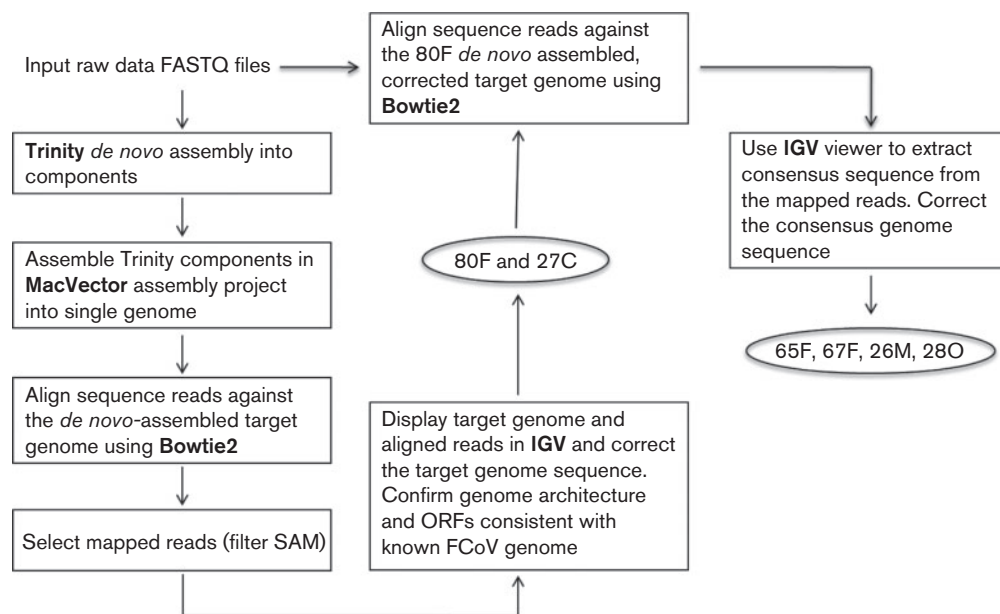 Input raw data FASTQ files
Trinity de novo assembly into
components
Assemble Trinity components in
MacVector assembly project
into single genome
Align sequence reads against
the de novo-assembled target
genome using Bowtie2
Select mapped reads (filter SAM)
Display target genome and
aligned reads in IGV and correct
the target genome sequence.
Confirm genome architecture
and ORFs consistent with
known FCoV genome
80F and 27C
Align sequence reads against
the 80F de novo assembled,
corrected target genome using
Bowtie2
Use IGV viewer to extract
consensus sequence from
the mapped reads. Correct
the consensus genome
sequence
65F, 67F, 26M, 28O